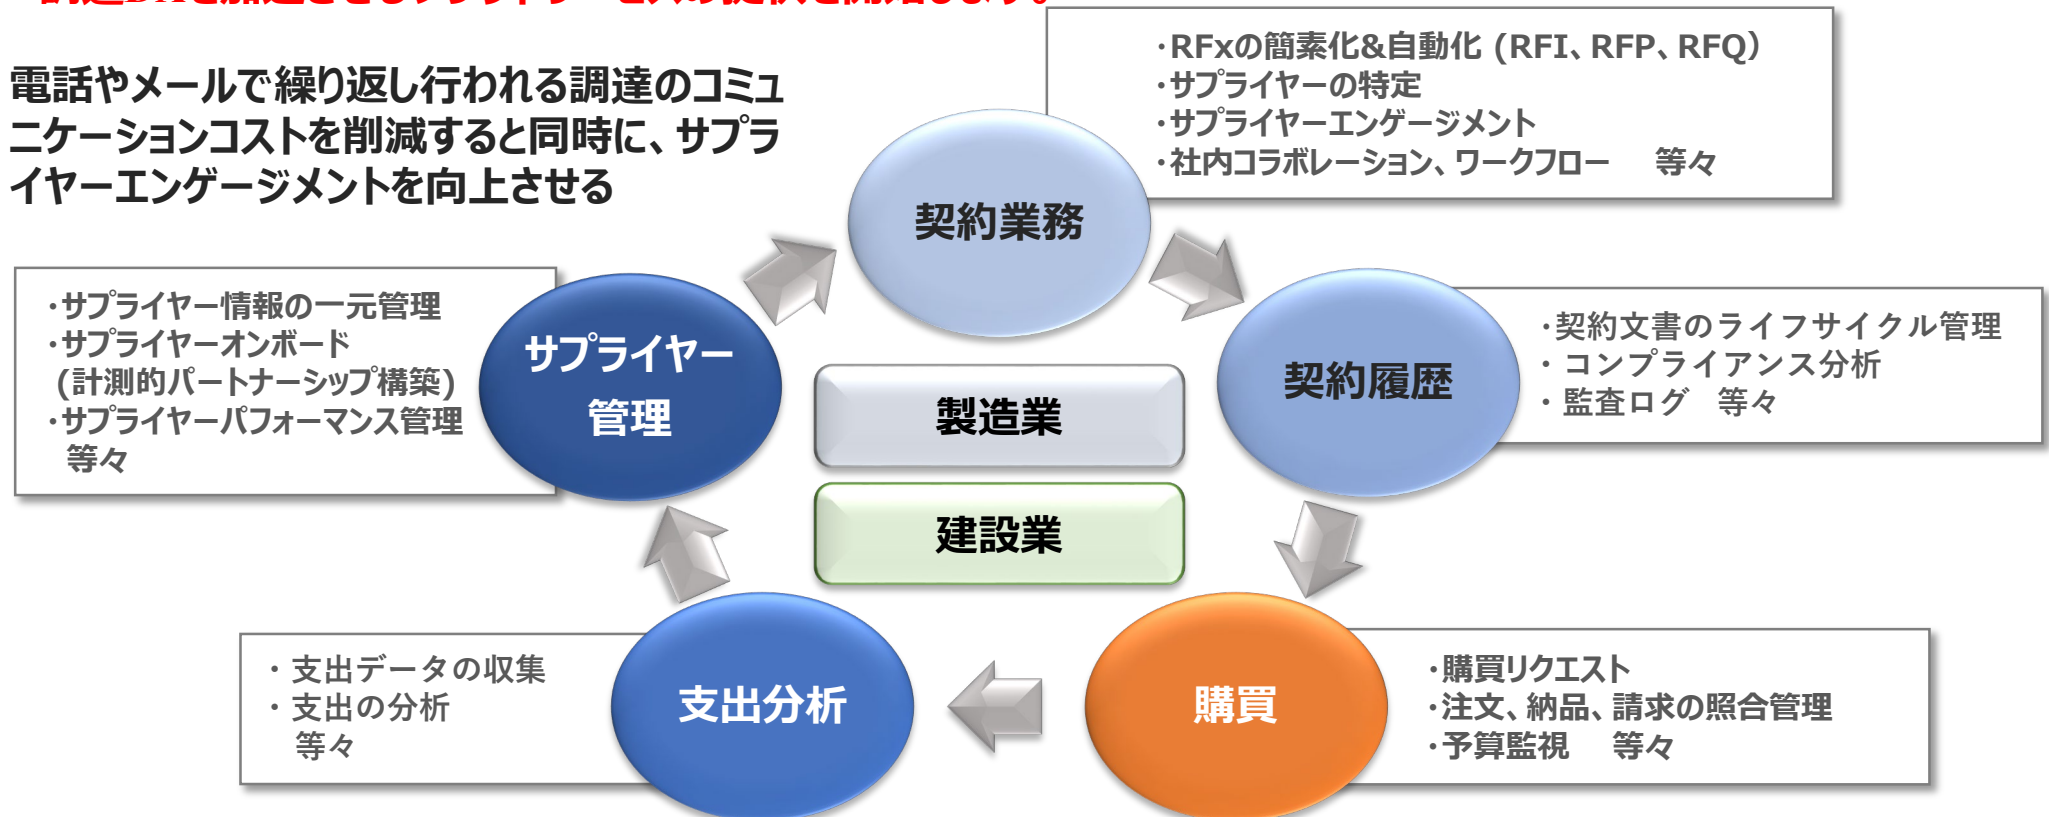 電話やメールで繰り返し行われる調達のコミュ
ニケーションコストを削減すると同時に、サプラ
イヤーエンゲージメントを向上させる
・RFxの簡素化&自動化 (RFI、RFP、RFQ）
・サプライヤーの特定
・サプライヤーエンゲージメント
・社内コラボレーション、ワークフロー 等々
契約業務
・サプライヤー情報の一元管理
・サプライヤーオンボード
(計測的パートナーシップ構築)
・サプライヤーパフォーマンス管理
等々
サプライヤー
管理
契約履歴
・契約文書のライフサイクル管理
・コンプライアンス分析
・監査ログ 等々
製造業
建設業
・支出データの収集
・支出の分析
等々
支出分析
購買
・購買リクエスト
・注文、納品、請求の照合管理
・予算監視 等々